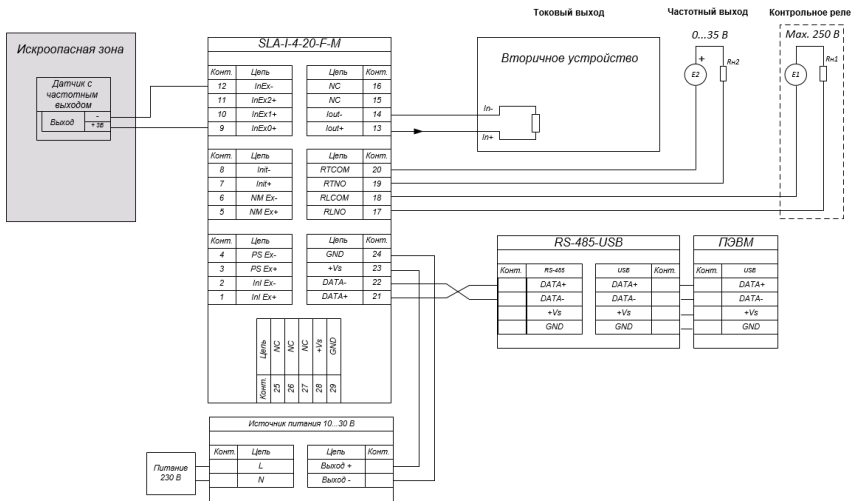 Токовый выход
Частотный выход
Контрольное реле
Искроопасная зона
Датчик с
частотным
выходом
Выход
-
+ 5В
SLA-I-4-20-F-M
Конт. Цепь Цепь Конт.
12 InEx- NC 16
11 InEx2+ NC 15
10 InEx1+ Iout- 14
9 InEx0+ Iout+ 13
Конт. Цепь Цепь Конт.
8 Init- RTCOM 20
7 Init+ RTNO 19
6 NM Ex- RLCOM 18
5 NM Ex+ RLNO 17
Конт. Цепь Цепь Конт.
4 PS Ex- GND 24
3 PS Ex+ +Vs 23
2 InI Ex- DATA- 22
1 InI Ex+ DATA+ 21
Цепь NC NC NC +Vs GND
Конт. 25 26 27 28 29
Вторичное устройство
In-
In+
0...35 В
+
E2
Rн2
Max. 250 В
E1
Rн1
RS-485-USB
Конт. RS-485 USB Конт.
DATA+ DATA+
DATA- DATA-
+Vs +Vs
GND GND
ПЭВМ
Конт. USB
DATA+
DATA-
+Vs
GND
Источник питания 10...30 В
Конт. Цепь Цепь Конт.
L Выход +
N Выход -
Питание
230 В